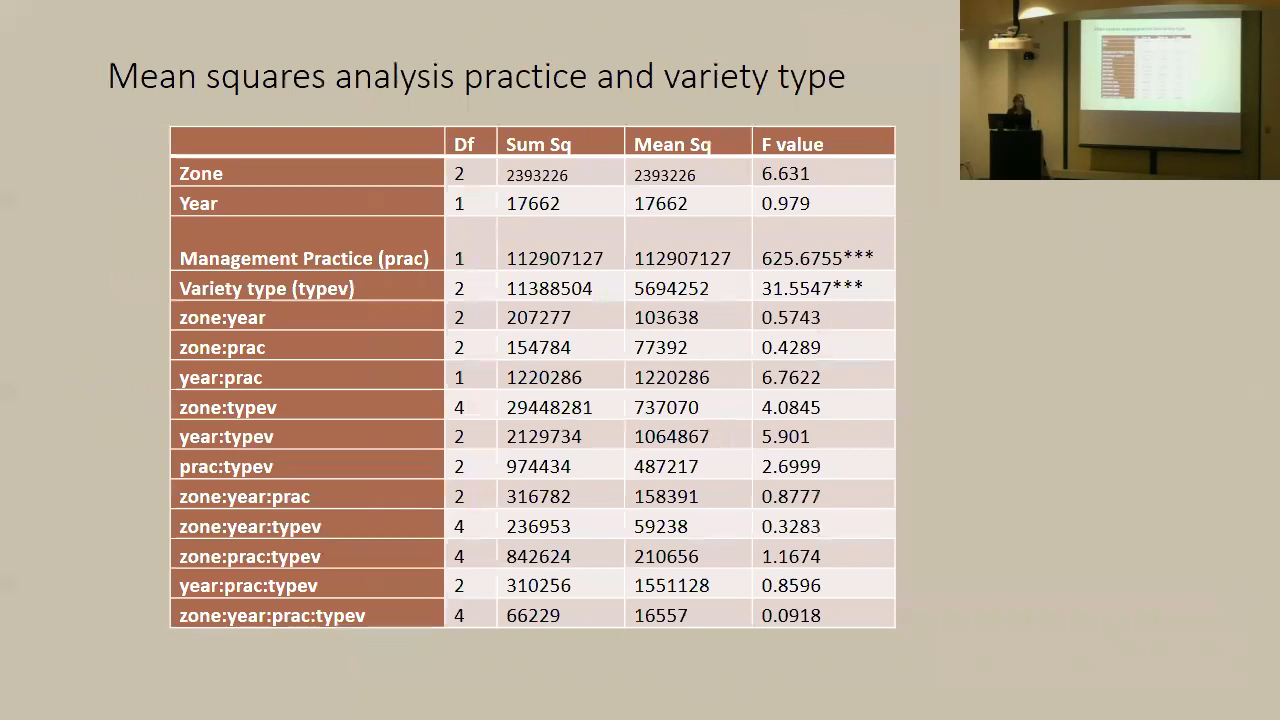 Mean squares analysis practice and variety type
Df Sum Sq Mean Sq F value
Zone 2 2393226 2393226 6.631
Year 1 17662 17662 0.979
Management Practice (prac) 1 112907127 112907127 625.6755***
Variety type (typev) 2 11388504 5694252 31.5547***
zone:year 2 207277 103638 0.5743
zone:prac 2 154784 77392 0.4289
year:prac 1 1220286 1220286 6.7622
zone:typev 4 29448281 737070 4.0845
year:typev 2 2129734 1064867 5.901
prac:typev 2 974434 487217 2.6999
zone:year:prac 2 316782 158391 0.8777
zone:year:typev 4 236953 59238 0.3283
zone:prac:typev 4 842624 210656 1.1674
year:prac:typev 2 310256 1551128 0.8596
zone:year:prac:typev 4 66229 16557 0.0918